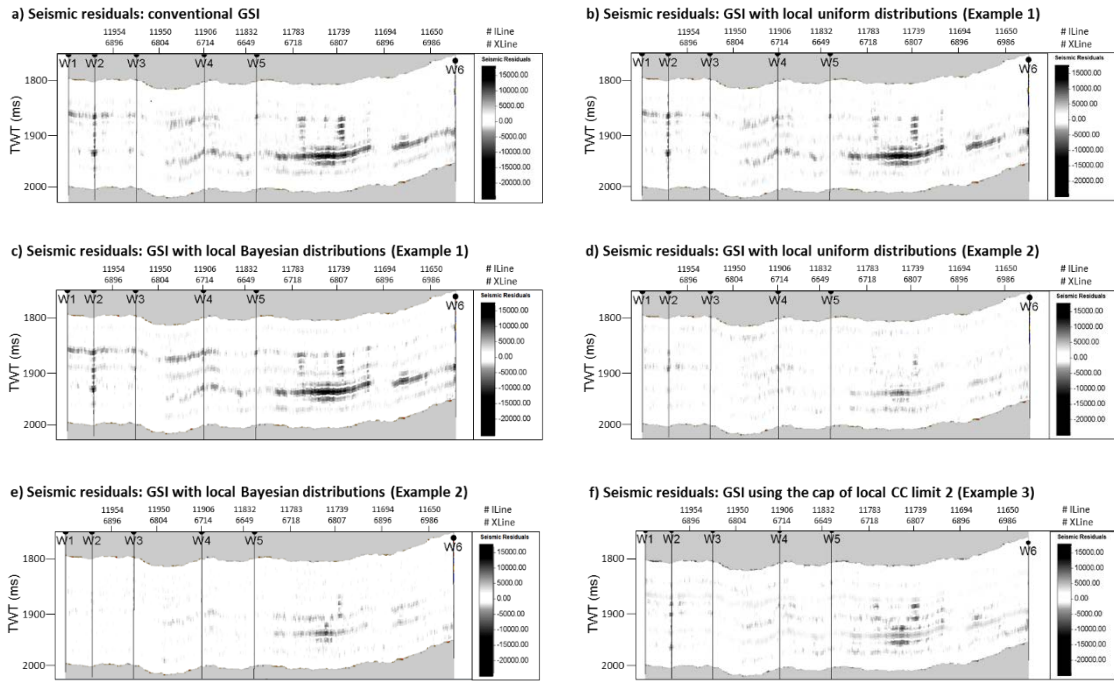 a) Seismic residuals: conventional GSI
11954 11950 11906 11832 11783 11739 11694 11650 # ILine
6896 6804 6714 6649 6718 6807 6896 6986 # XLine
W1 W2 W3 W4 W5 W6
Seismic Residuals
TWT (ms)
1800
1900
2000
15000.00
10000.00
5000.00
0.00
-5000.00
-10000.00
-15000.00
-20000.00
b) Seismic residuals: GSI with local uniform distributions (Example 1)
11954 11950 11906 11832 11783 11739 11694 11650 # ILine
6896 6804 6714 6649 6718 6807 6896 6986 # XLine
W1 W2 W3 W4 W5 W6
Seismic Residuals
TWT (ms)
1800
1900
2000
15000.00
10000.00
5000.00
0.00
-5000.00
-10000.00
-15000.00
-20000.00
c) Seismic residuals: GSI with local Bayesian distributions (Example 1)
11954 11950 11906 11832 11783 11739 11694 11650 # ILine
6896 6804 6714 6649 6718 6807 6896 6986 # XLine
W1 W2 W3 W4 W5 W6
Seismic Residuals
TWT (ms)
1800
1900
2000
15000.00
10000.00
5000.00
0.00
-5000.00
-10000.00
-15000.00
-20000.00
d) Seismic residuals: GSI with local uniform distributions (Example 2)
11954 11950 11906 11832 11783 11739 11694 11650 # ILine
6896 6804 6714 6649 6718 6807 6896 6986 # XLine
W1 W2 W3 W4 W5 W6
Seismic Residuals
TWT (ms)
1800
1900
2000
15000.00
10000.00
5000.00
0.00
-5000.00
-10000.00
-15000.00
-20000.00
e) Seismic residuals: GSI with local Bayesian distributions (Example 2)
11954 11950 11906 11832 11783 11739 11694 11650 # ILine
6896 6804 6714 6649 6718 6807 6896 6986 # XLine
W1 W2 W3 W4 W5 W6
Seismic Residuals
TWT (ms)
1800
1900
2000
15000.00
10000.00
5000.00
0.00
-5000.00
-10000.00
-15000.00
-20000.00
f) Seismic residuals: GSI using the cap of local CC limit 2 (Example 3)
11954 11950 11906 11832 11783 11739 11694 11650 # ILine
6896 6804 6714 6649 6718 6807 6896 6986 # XLine
W1 W2 W3 W4 W5 W6
Seismic Residuals
TWT (ms)
1800
1900
2000
15000.00
10000.00
5000.00
0.00
-5000.00
-10000.00
-15000.00
-20000.00